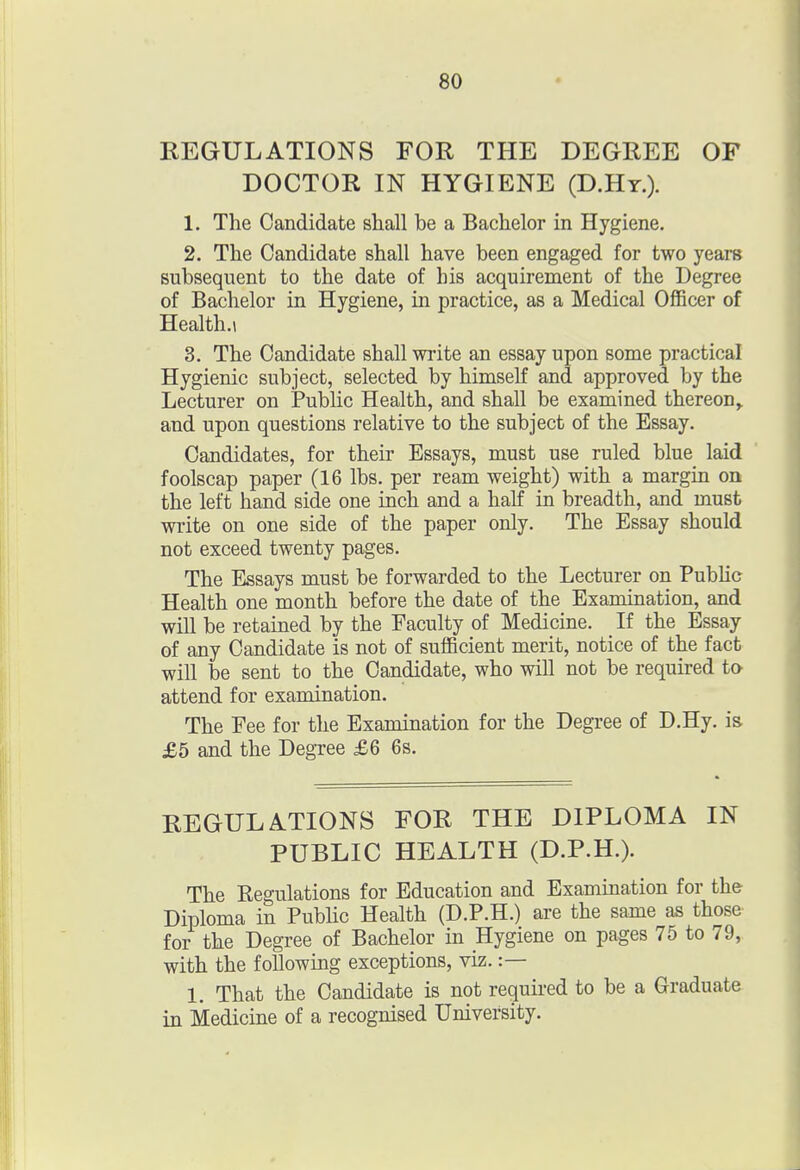 80
REGULATIONS FOR THE DEGREE OF
DOCTOR IN HYGIENE (D.Hy.).
1. The Candidate shall be a Bachelor in Hygiene.
2. The Candidate shall have been engaged for two years
subsequent to the date of his acquirement of the Degree
of Bachelor in Hygiene, in practice, as a Medical Officer of
Health.
3. The Candidate shall write an essay upon some practical
Hygienic subject, selected by himself and approved by the
Lecturer on Public Health, and shall be examined thereon,
and upon questions relative to the subject of the Essay.
Candidates, for their Essays, must use ruled blue laid
foolscap paper (16 lbs. per ream weight) with a margin on
the left hand side one inch and a half in breadth, and must
write on one side of the paper only. The Essay should
not exceed twenty pages.
The Essays must be forwarded to the Lecturer on Public
Health one month before the date of the Examination, and
will be retained by the Faculty of Medicine. If the Essay
of any Candidate is not of sufficient merit, notice of the fact
will be sent to the Candidate, who will not be required to
attend for examination.
The Fee for the Examination for the Degree of D.Hy. is
£5 and the Degree £6 6s.
REGULATIONS FOR THE DIPLOMA IN
PUBLIC HEALTH (D.P.H.).
The Regulations for Education and Examination for the
Diploma in Public Health (D.P.H.) are the same as those
for the Degree of Bachelor in Hygiene on pages 75 to 79,
with the following exceptions, viz.:—
1. That the Candidate is not required to be a Graduate
in Medicine of a recognised University.